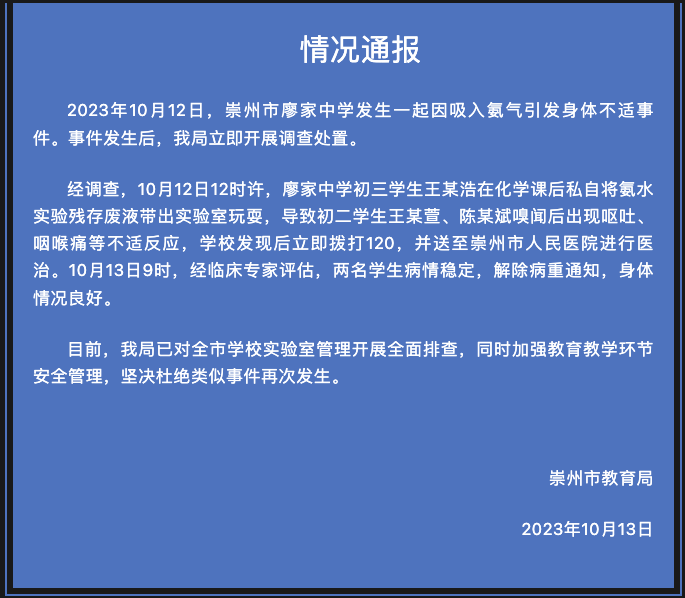 情况通报
2023年10月12日，崇州市廖家中学发生一起因吸入氨气引发身体不适事
件。事件发生后，我局立即开展调查处置。
经调查，10月12日12时许，廖家中学初三学生王某浩在化学课后私自将氨水
实验残存废液带出实验室玩耍，导致初二学生王某萱、陈某斌嗅闻后出现呕吐、
咽喉痛等不适反应，学校发现后立即拨打120，并送至崇州市人民医院进行医
治。10月13日9时，经临床专家评估，两名学生病情稳定，解除病重通知，身体
情况良好。
目前，我局已对全市学校实验室管理开展全面排查，同时加强教育教学环节
安全管理，坚决杜绝类似事件再次发生。
崇州市教育局
2023年10月13日